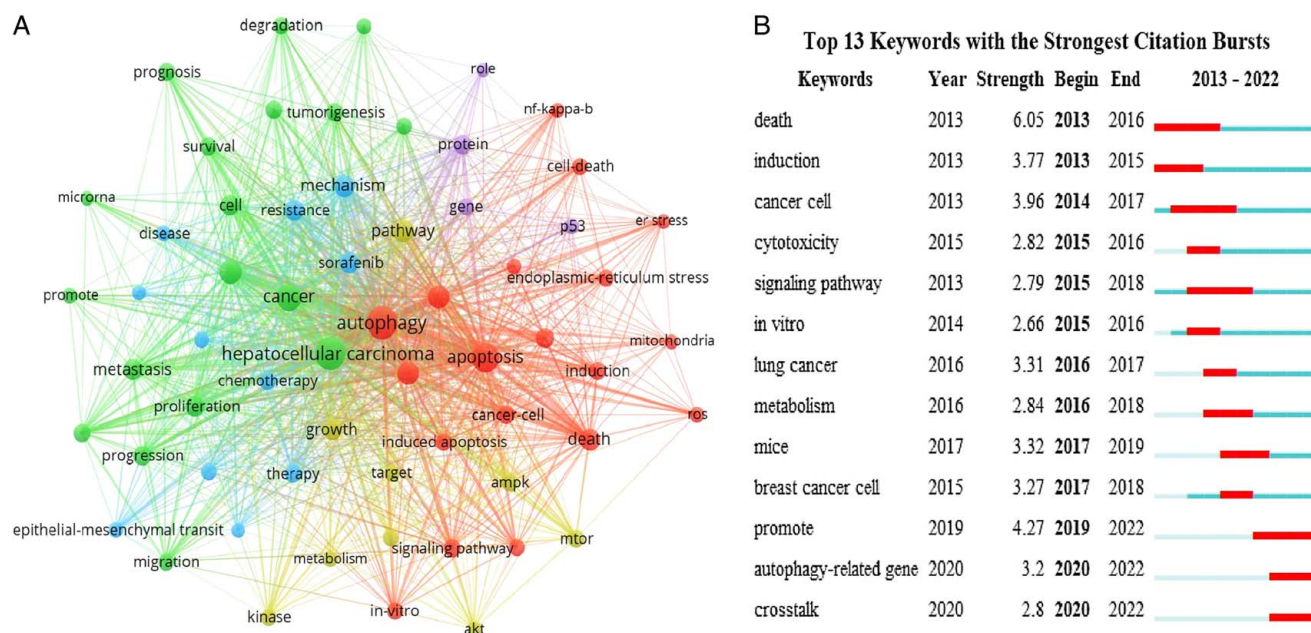 A
degradation
role
prognosis
nf-kappa-b
tumorigenesis
protein
survival
cell-death
mechanism
microrna
cell
resistance
gene
er stress
disease
pathway
p53
sorafenib
endoplasmic-reticulum stress
promote
cancer
autophagy
mitochondria
hepatocellular carcinoma
apoptosis
metastasis
chemotherapy
induction
proliferation
cancer-cell
ros
growth
induced apoptosis
death
progression
therapy
target
ampk
epithelial-mesenchymal transit
mtor
signaling pathway
migration
metabolism
kinase
in-vitro
akt
B
Top 13 Keywords with the Strongest Citation Bursts
Keywords Year Strength Begin End 2013 - 2022
death 2013 6.05 2013 2016
induction 2013 3.77 2013 2015
cancer cell 2013 3.96 2014 2017
cytotoxicity 2015 2.82 2015 2016
signaling pathway 2013 2.79 2015 2018
in vitro 2014 2.66 2015 2016
lung cancer 2016 3.31 2016 2017
metabolism 2016 2.84 2016 2018
mice 2017 3.32 2017 2019
breast cancer cell 2015 3.27 2017 2018
promote 2019 4.27 2019 2022
autophagy-related gene 2020 3.2 2020 2022
crosstalk 2020 2.8 2020 2022